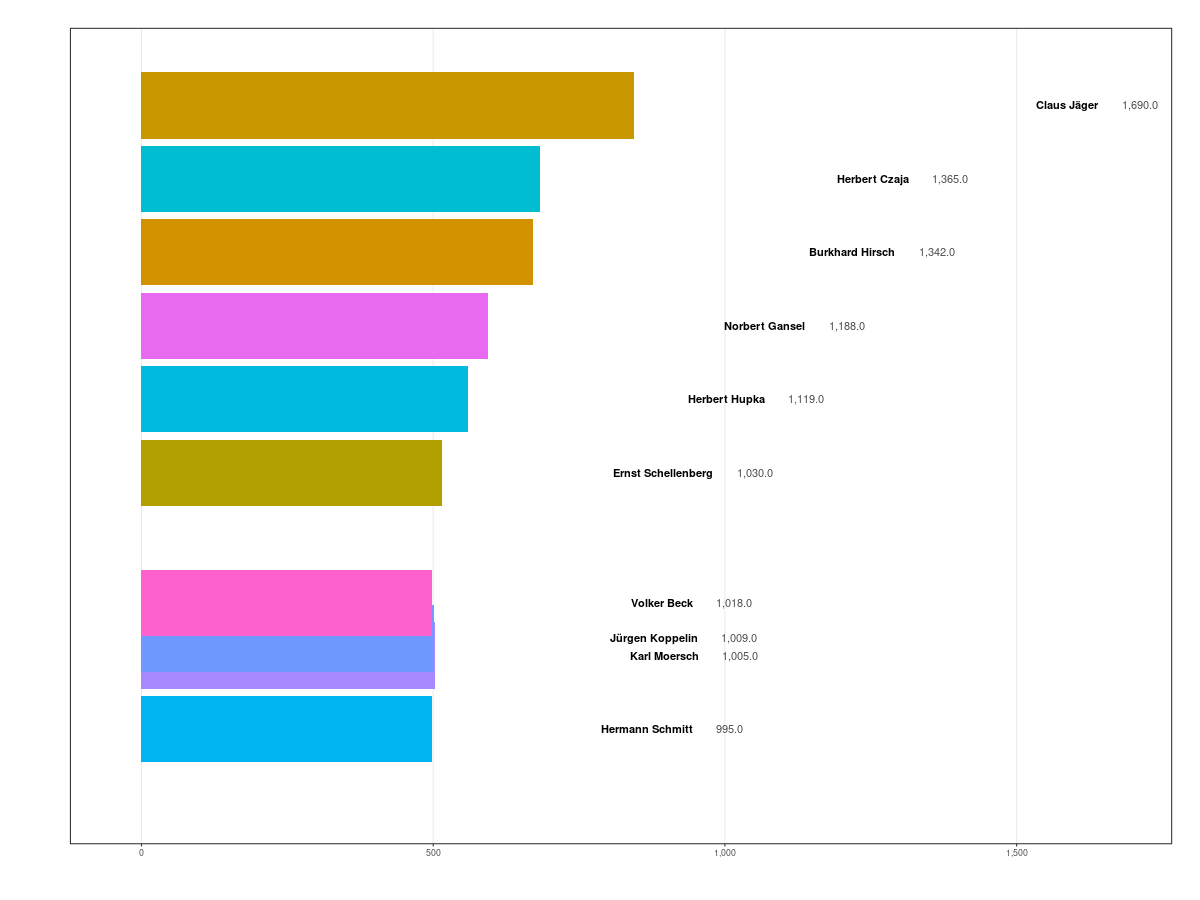 Claus Jäger 1,690.0
Herbert Czaja 1,365.0
Burkhard Hirsch 1,342.0
Norbert Gansel 1,188.0
Herbert Hupka 1,119.0
Ernst Schellenberg 1,030.0
Volker Beck 1,018.0
Jürgen Koppelin 1,009.0
Karl Moersch 1,005.0
Hermann Schmitt 995.0
0 500 1,000 1,500